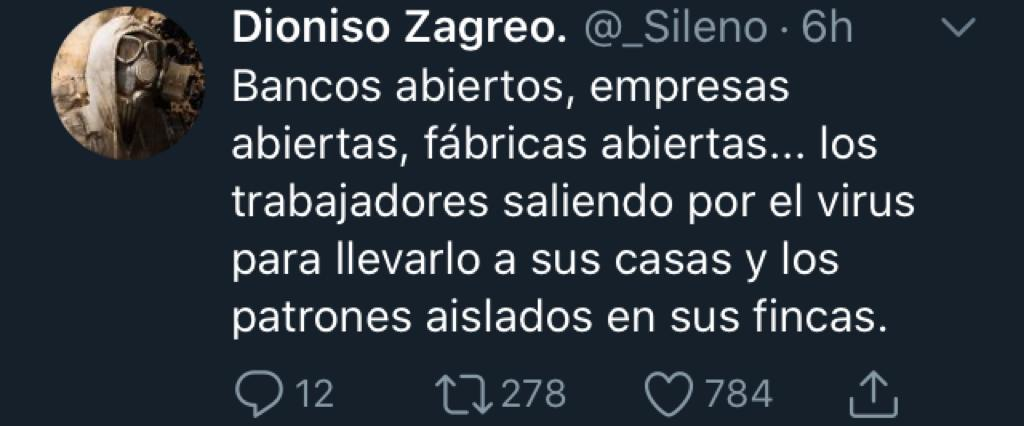 Dioniso Zagreo. @_Sileno · 6h
Bancos abiertos, empresas
abiertas, fábricas abiertas... los
trabajadores saliendo por el virus
para llevarlo a sus casas y los
patrones aislados en sus fincas.
12 278 784